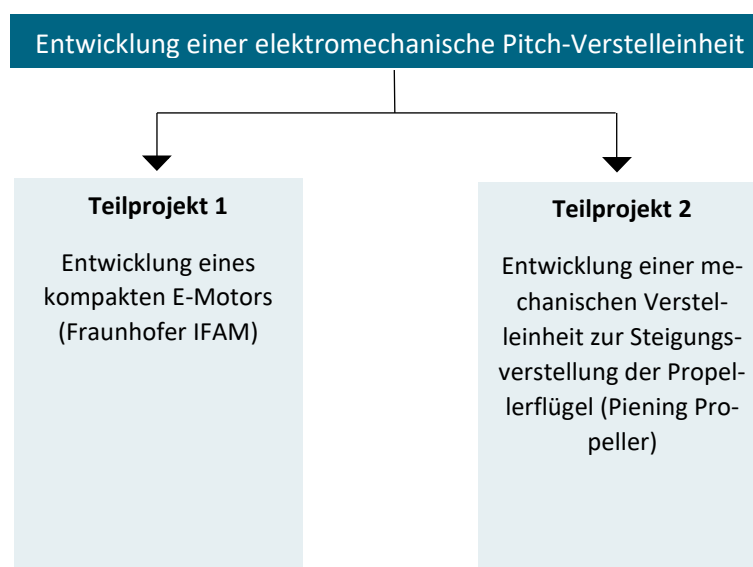 Entwicklung einer elektromechanische Pitch-Verstelleinheit
Teilprojekt 1
Entwicklung eines
kompakten E-Motors
(Fraunhofer IFAM)
Teilprojekt 2
Entwicklung einer me-
chanischen Verstel-
leinheit zur Steigungs-
verstellung der Propel-
lerflügel (Piening Pro-
peller)